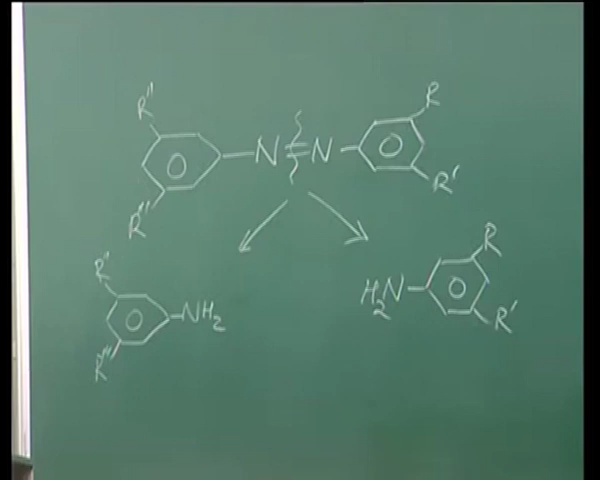 R'' R
N = N
R'' R'
R'' R
NH₂ H₂N
R'' R'